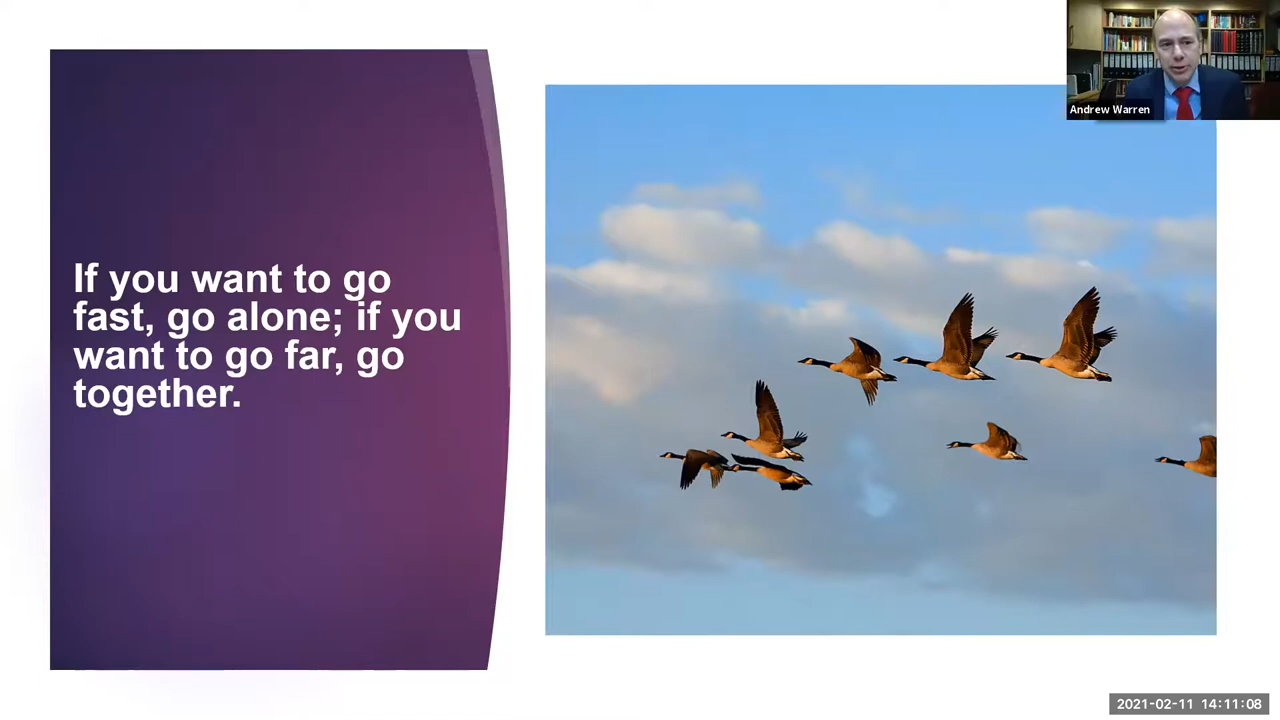 Andrew Warren
If you want to go
fast, go alone; if you
want to go far, go
together.
2021-02-11 14:11:08